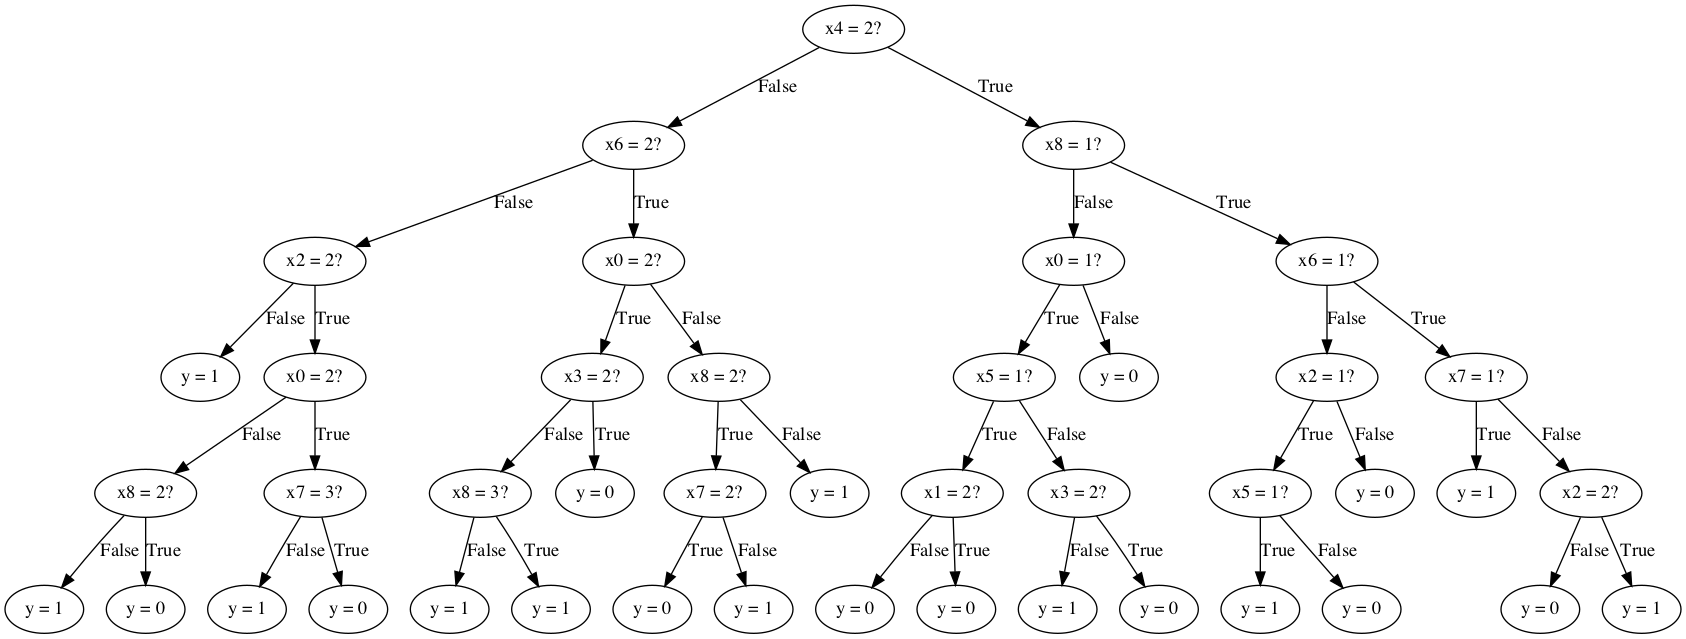 x4 = 2?
False
True
x6 = 2?
x8 = 1?
False
True
False
True
x2 = 2?
x0 = 2?
x0 = 1?
x6 = 1?
False
True
True
False
True
False
False
True
y = 1
x0 = 2?
x3 = 2?
x8 = 2?
x5 = 1?
y = 0
x2 = 1?
x7 = 1?
False
True
False
True
True
False
True
False
True
False
True
False
x8 = 2?
x7 = 3?
x8 = 3?
y = 0
x7 = 2?
y = 1
x1 = 2?
x3 = 2?
x5 = 1?
y = 0
y = 1
x2 = 2?
False
True
False
True
False
True
True
False
False
True
False
True
True
False
False
True
y = 1
y = 0
y = 1
y = 0
y = 1
y = 1
y = 0
y = 1
y = 0
y = 0
y = 1
y = 0
y = 1
y = 0
y = 0
y = 1